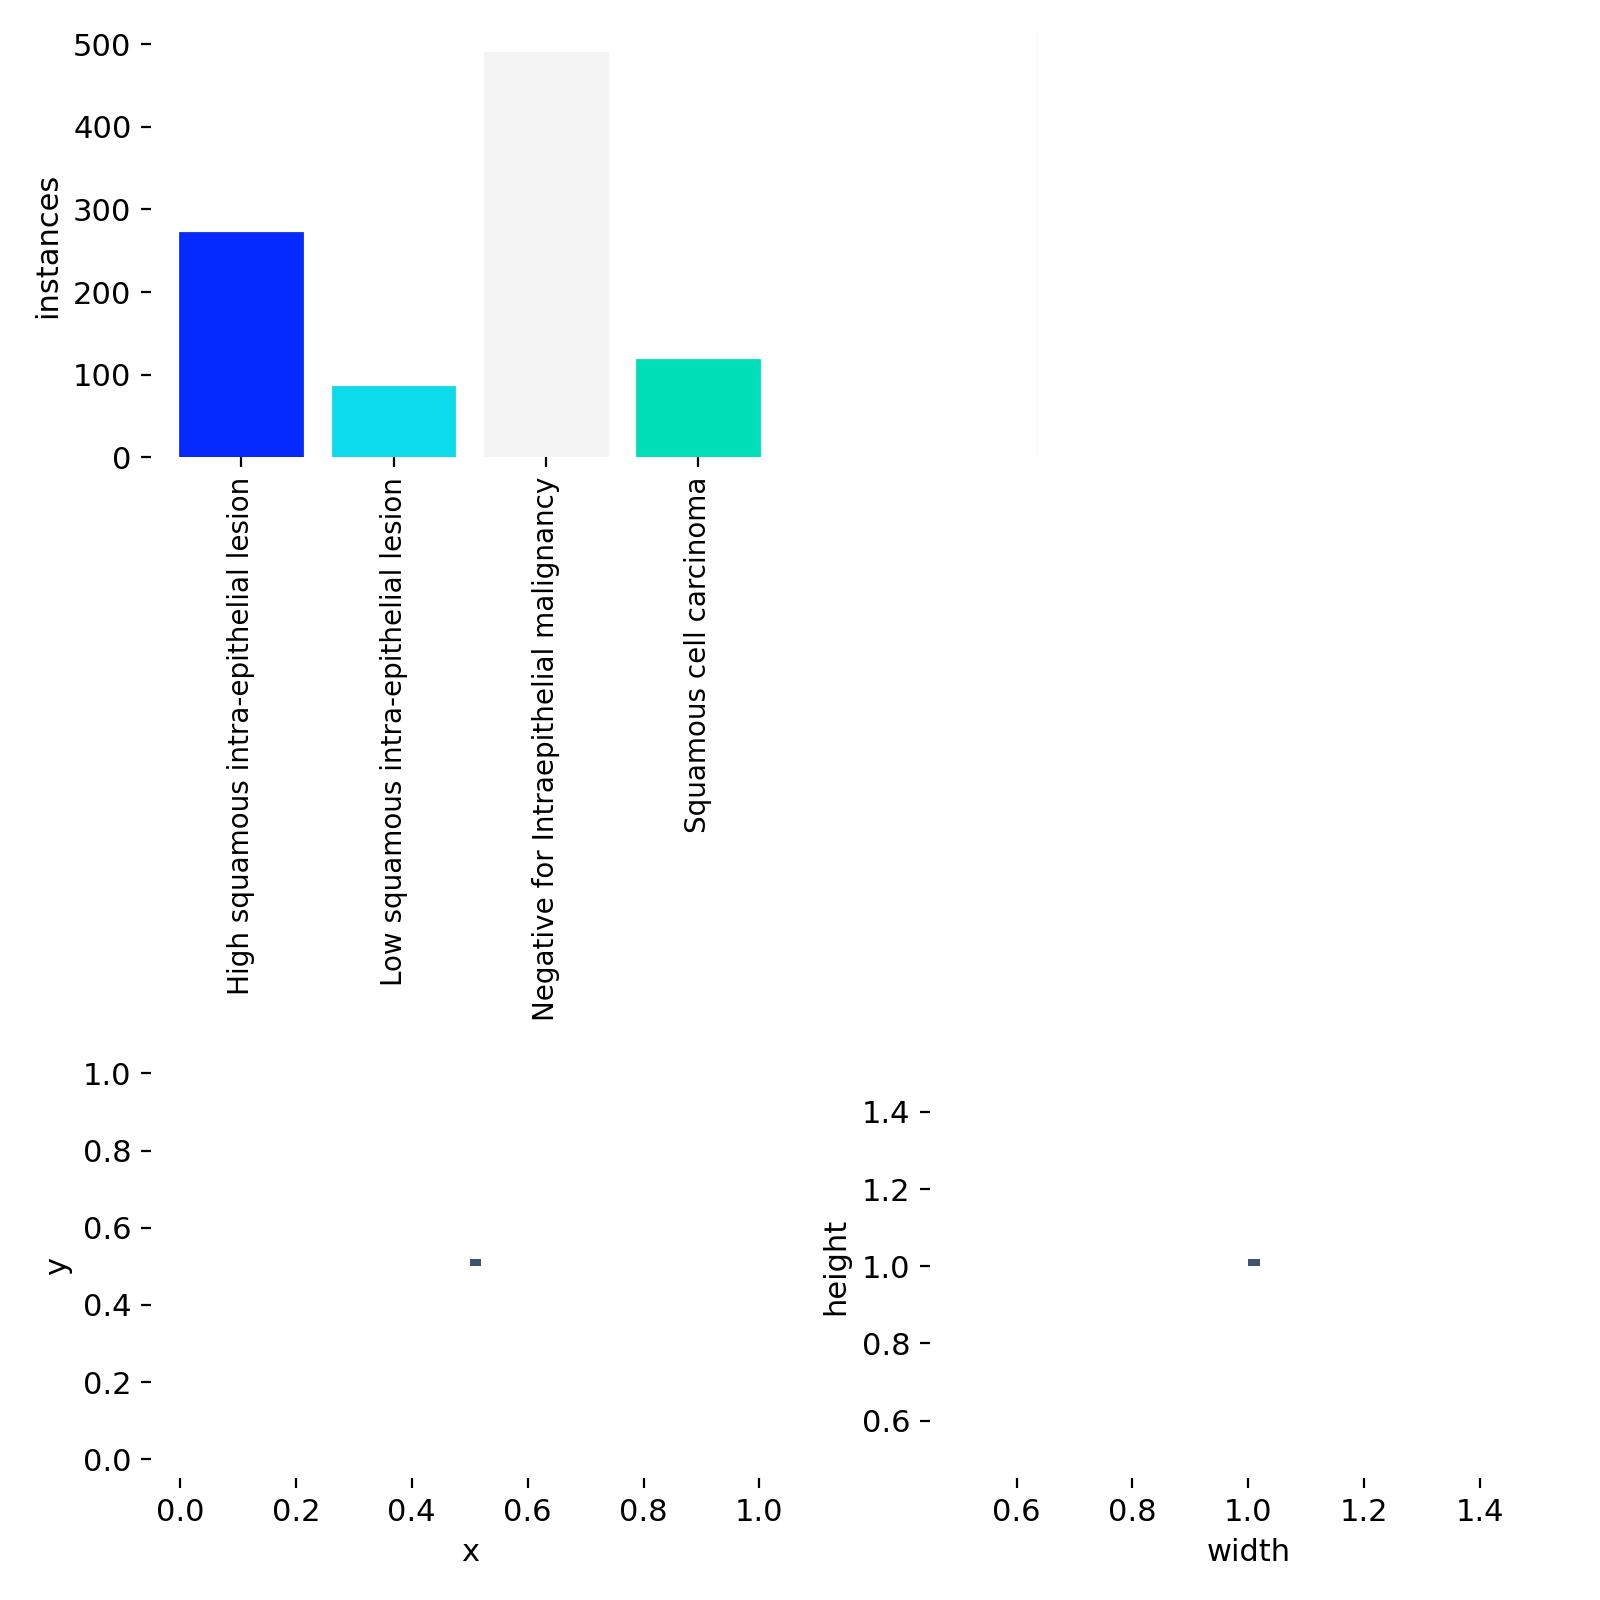 500
400
300
200
100
0
instances
High squamous intra-epithelial lesion
Low squamous intra-epithelial lesion
Negative for Intraepithelial malignancy
Squamous cell carcinoma
1.0
0.8
0.6
0.4
0.2
0.0
y
0.0 0.2 0.4 0.6 0.8 1.0
x
1.4
1.2
1.0
0.8
0.6
height
0.6 0.8 1.0 1.2 1.4
width